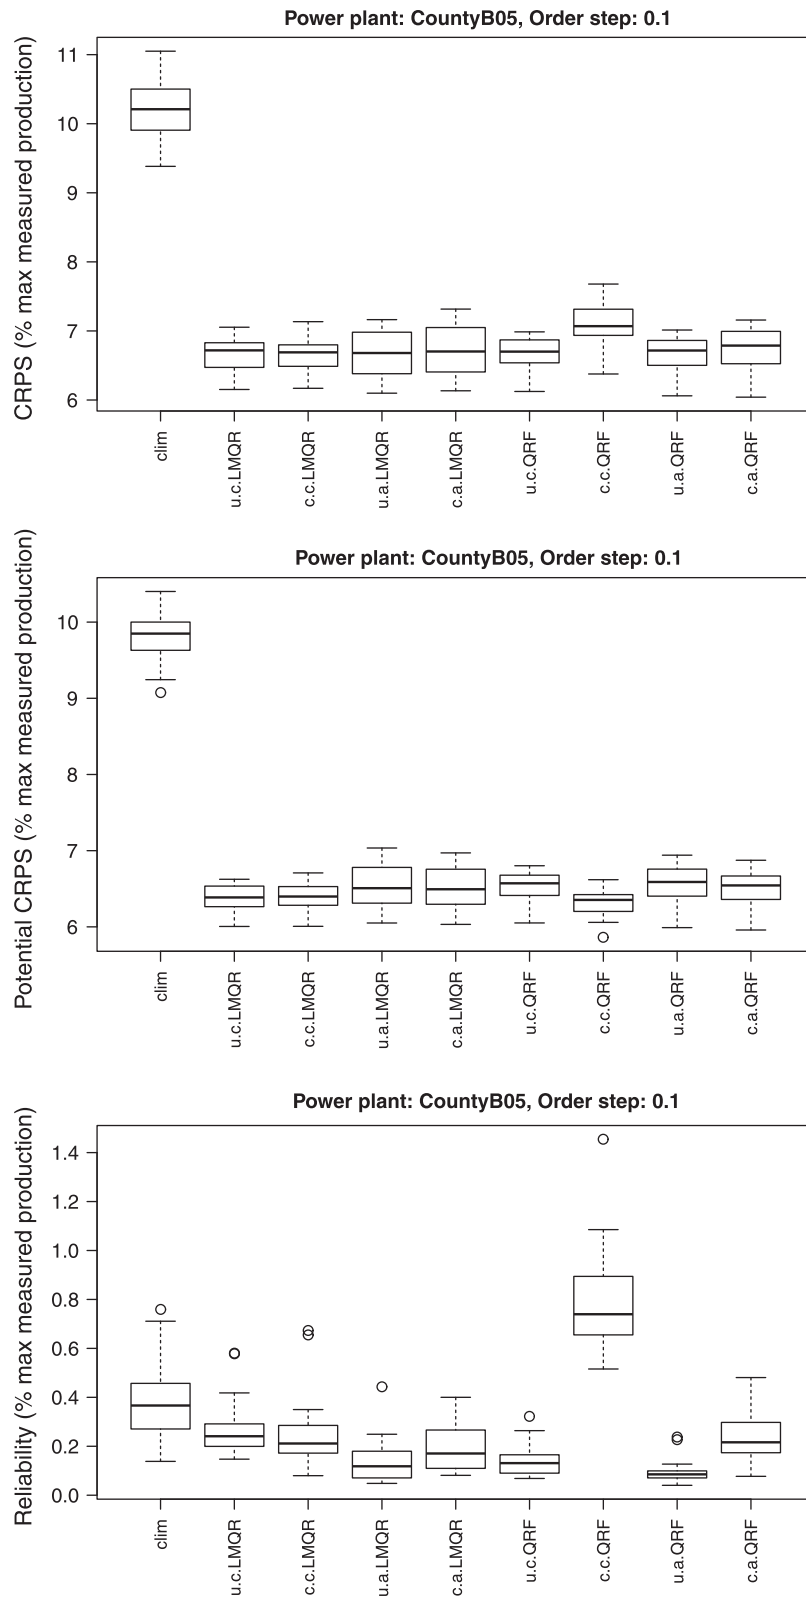 Power plant: CountyB05, Order step: 0.1
CRPS (% max measured production)
11
10
9
8
7
6
clim
u.c.LMQR
c.c.LMQR
u.a.LMQR
c.a.LMQR
u.c.QRF
c.c.QRF
u.a.QRF
c.a.QRF
Power plant: CountyB05, Order step: 0.1
Potential CRPS (% max measured production)
10
9
8
7
6
clim
u.c.LMQR
c.c.LMQR
u.a.LMQR
c.a.LMQR
u.c.QRF
c.c.QRF
u.a.QRF
c.a.QRF
Power plant: CountyB05, Order step: 0.1
Reliability (% max measured production)
1.4
1.2
1.0
0.8
0.6
0.4
0.2
0.0
clim
u.c.LMQR
c.c.LMQR
u.a.LMQR
c.a.LMQR
u.c.QRF
c.c.QRF
u.a.QRF
c.a.QRF